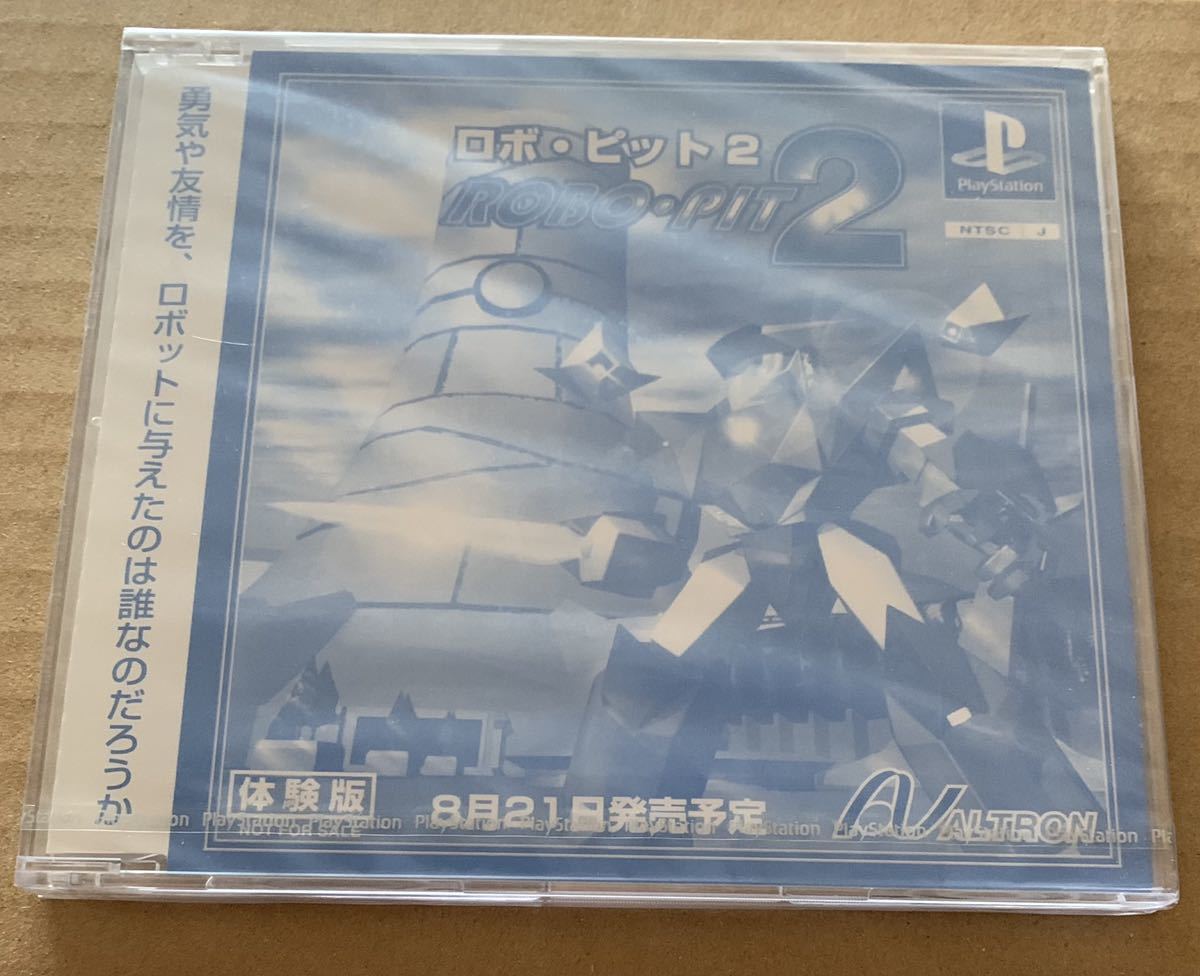 勇気や友情を、ロボットに与えたのは誰なのだろうか
ロボ・ピット2
ROBO・PIT 2
PlayStation
NTSC J
体験版
NOT FOR SALE
8月21日発売予定
ALTRON
PlayStation PlayStation PlayStation PlayStation PlayStation PlayStation PlayStation PlayStation PlayStation PlayStation